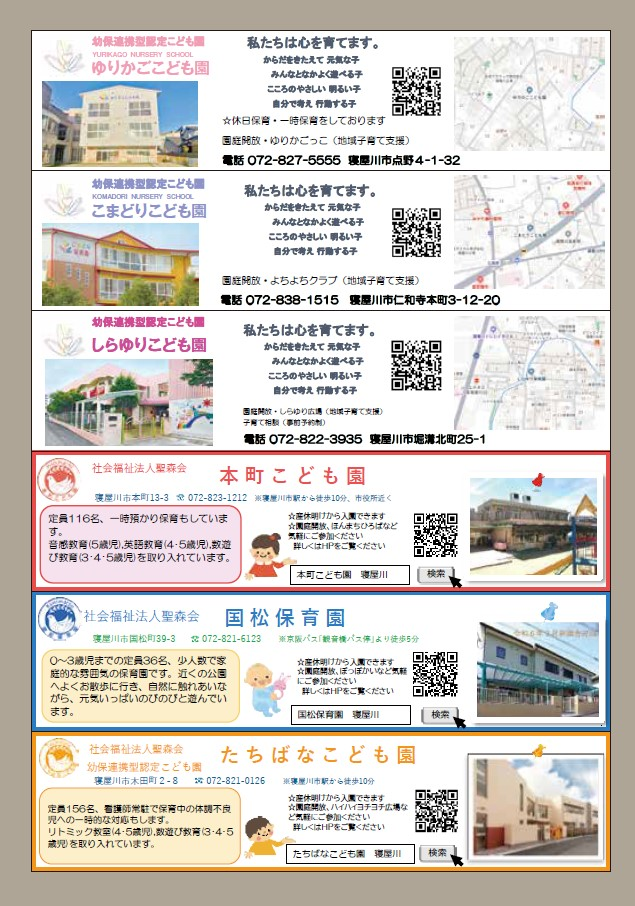 幼保連携型認定こども園
YURIKAGO NURSERY SCHOOL
ゆりかごこども園
私たちは心を育てます。
からだをきたえて 元気な子
みんなとなかよく遊べる子
こころのやさしい 明るい子
自分で考え 行動する子
☆休日保育・一時保育をしております
園庭開放・ゆりかごっこ（地域子育て支援）
電話 072-827-5555 寝屋川市点野4-1-32
幼保連携型認定こども園
KOMADORI NURSERY SCHOOL
こまどりこども園
私たちは心を育てます。
からだをきたえて 元気な子
みんなとなかよく遊べる子
こころのやさしい 明るい子
自分で考え 行動する子
園庭開放・よちよちクラブ（地域子育て支援）
電話 072-838-1515 寝屋川市仁和寺本町3-12-20
幼保連携型認定こども園
しらゆりこども園
私たちは心を育てます。
からだをきたえて 元気な子
みんなとなかよく遊べる子
こころのやさしい 明るい子
自分で考え 行動する子
園庭開放・しらゆり広場（地域子育て支援）
子育て相談（事前予約制）
電話 072-822-3935 寝屋川市堀溝北町25-1
社会福祉法人聖森会
本町こども園
寝屋川市本町13-3 ☏ 072-823-1212 ※寝屋川市駅から徒歩10分、市役所近く
定員116名、一時預かり保育もしています。
音感教育(5歳児),英語教育(4・5歳児),数遊び教育(3・4・5歳児)を取り入れています。
☆産休明けから入園できます
☆園庭開放、ほんまちひろばなど
気軽にご参加ください
詳しくはHPをご覧ください
本町こども園 寝屋川
検索
社会福祉法人聖森会
国松保育園
寝屋川市国松町39-3 ☏ 072-821-6123 ※京阪バス「観音橋バス停」より徒歩5分
0～3歳児までの定員36名、少人数で家
庭的な雰囲気の保育園です。近くの公園
へよくお散歩に行き、自然に触れあいな
がら、元気いっぱいのびのびと遊んでい
ます。
☆産休明けから入園できます
☆園庭開放、ぽっぽかいなど気軽
にご参加ください
詳しくはHPをご覧ください
国松保育園 寝屋川
検索
社会福祉法人聖森会
幼保連携型認定こども園
たちばなこども園
寝屋川市木田町2-8 ☏ 072-821-0126 ※寝屋川市駅から徒歩10分
定員156名、看護師常駐で保育中の体調不良
児への一時的な対応もします。
リトミック教室(4・5歳児),数遊び教育(3・4・5
歳児)を取り入れています。
☆産休明けから入園できます
☆園庭開放、ハイハイヨチヨチ広場な
ど気軽にご参加ください
詳しくはHPをご覧ください
たちばなこども園 寝屋川
検索